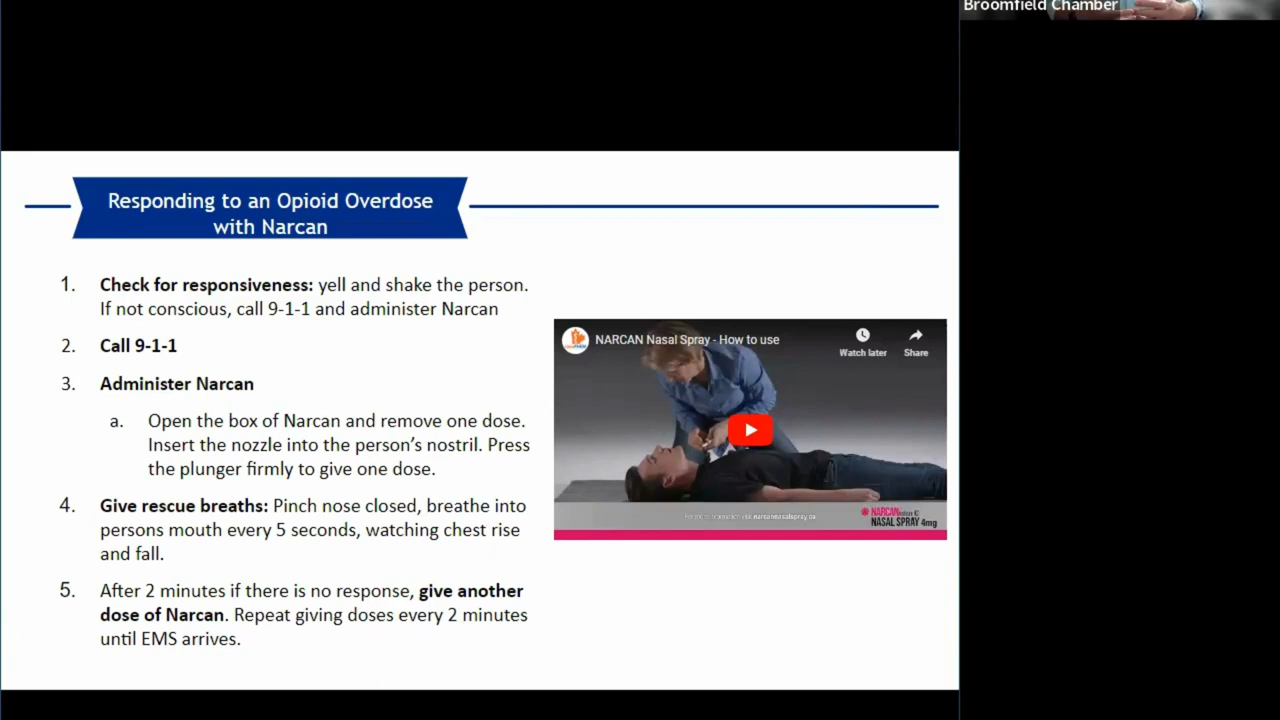 Broomfield Chamber
Responding to an Opioid Overdose
with Narcan
1. Check for responsiveness: yell and shake the person.
If not conscious, call 9-1-1 and administer Narcan
2. Call 9-1-1
3. Administer Narcan
a. Open the box of Narcan and remove one dose.
Insert the nozzle into the person's nostril. Press
the plunger firmly to give one dose.
4. Give rescue breaths: Pinch nose closed, breathe into
persons mouth every 5 seconds, watching chest rise
and fall.
5. After 2 minutes if there is no response, give another
dose of Narcan. Repeat giving doses every 2 minutes
until EMS arrives.
NARCAN Nasal Spray - How to use
Watch later
Share
narcannasalspray.ca
NARCAN
NASAL SPRAY 4mg